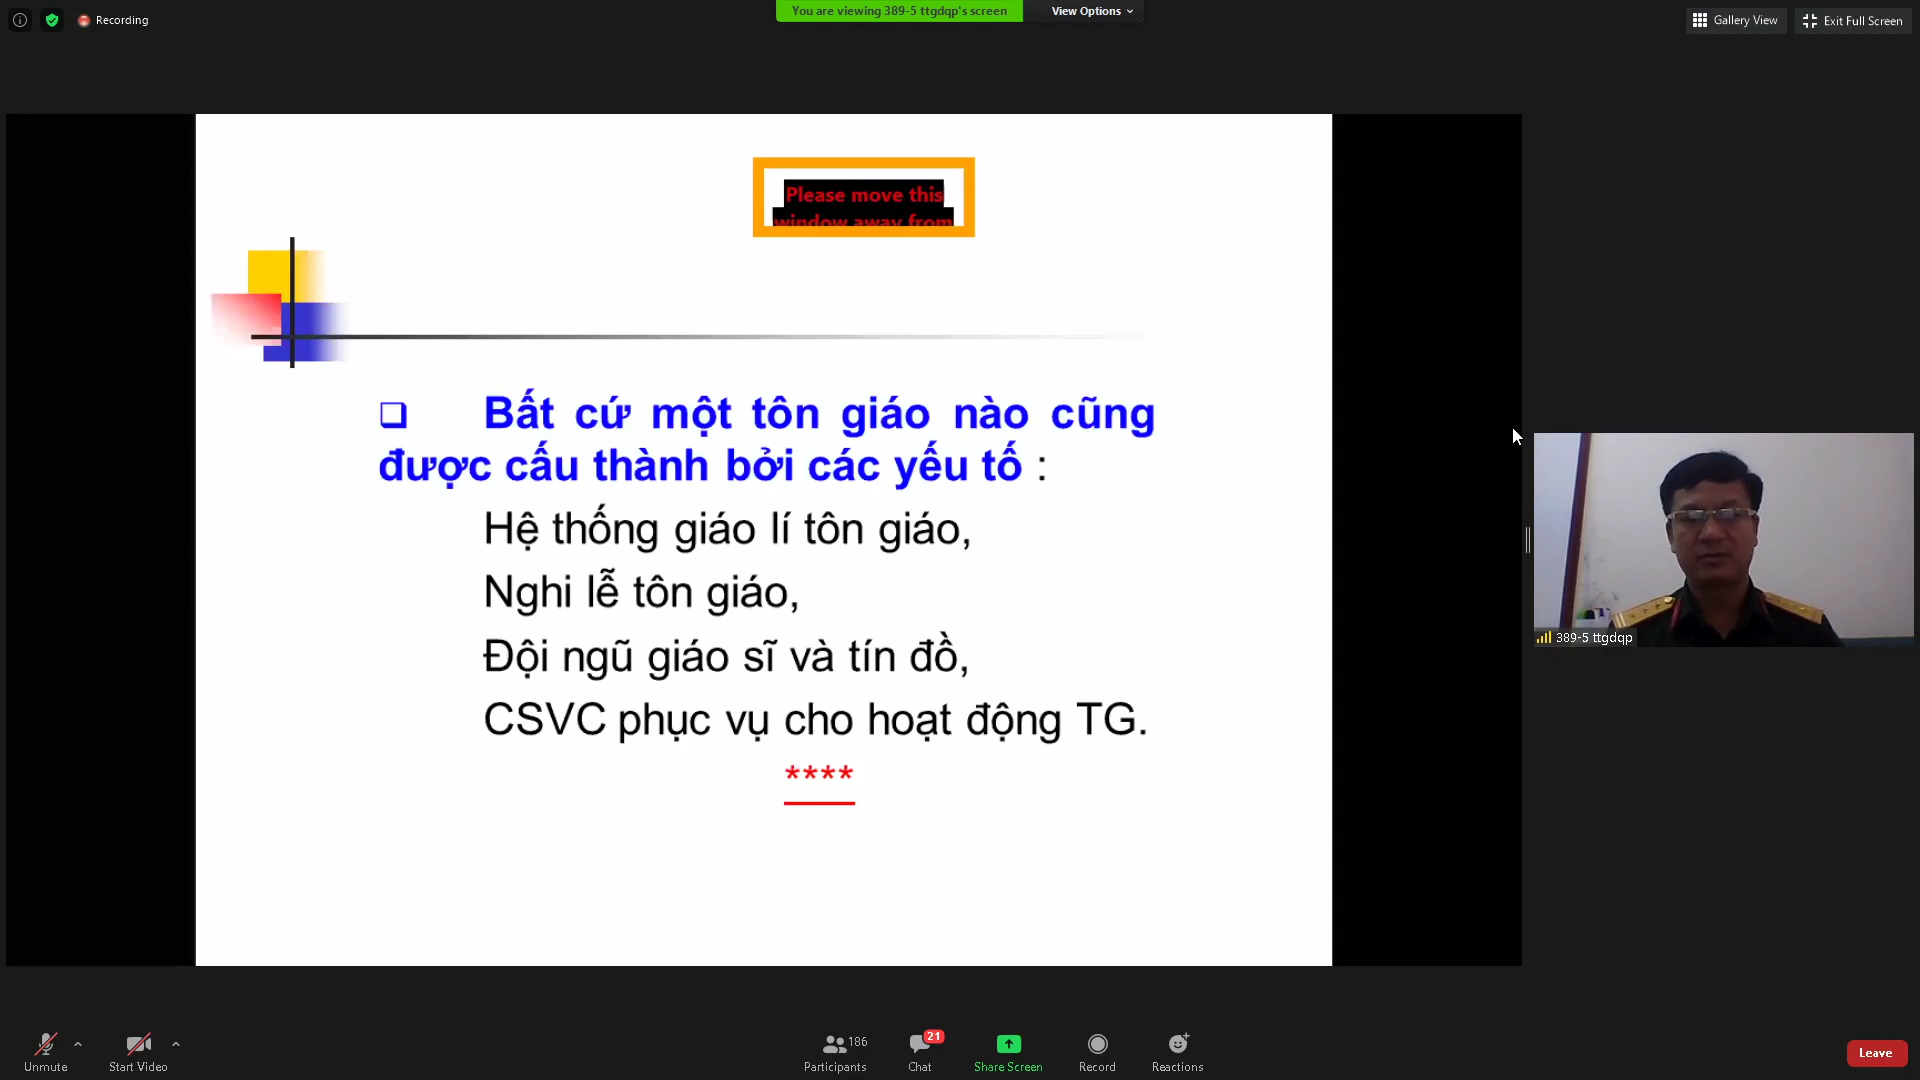 Recording
You are viewing 389-5 ttgdqp's screen
View Options
Gallery View
Exit Full Screen
Please move this
window away from
Bất cứ một tôn giáo nào cũng
được cấu thành bởi các yếu tố :
Hệ thống giáo lí tôn giáo,
Nghi lễ tôn giáo,
Đội ngũ giáo sĩ và tín đồ,
CSVC phục vụ cho hoạt động TG.
****
389-5 ttgdqp
Unmute
Start Video
186
Participants
21
Chat
Share Screen
Record
Reactions
Leave